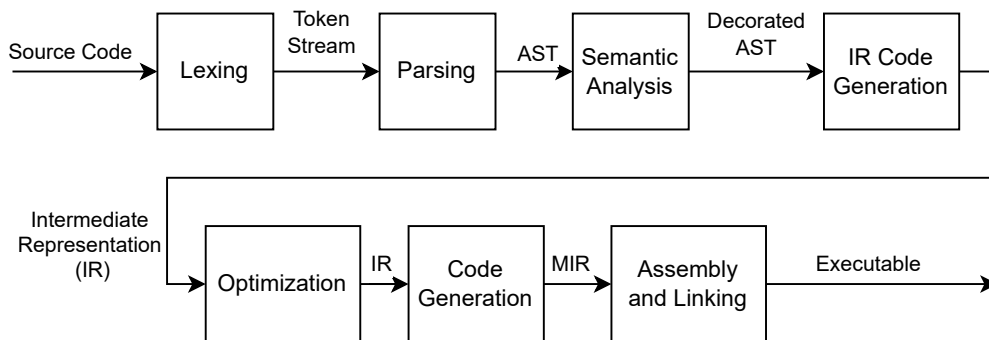 Source Code
Lexing
Token
Stream
Parsing
AST
Semantic
Analysis
Decorated
AST
IR Code
Generation
Intermediate
Representation
(IR)
Optimization
IR
Code
Generation
MIR
Assembly
and Linking
Executable